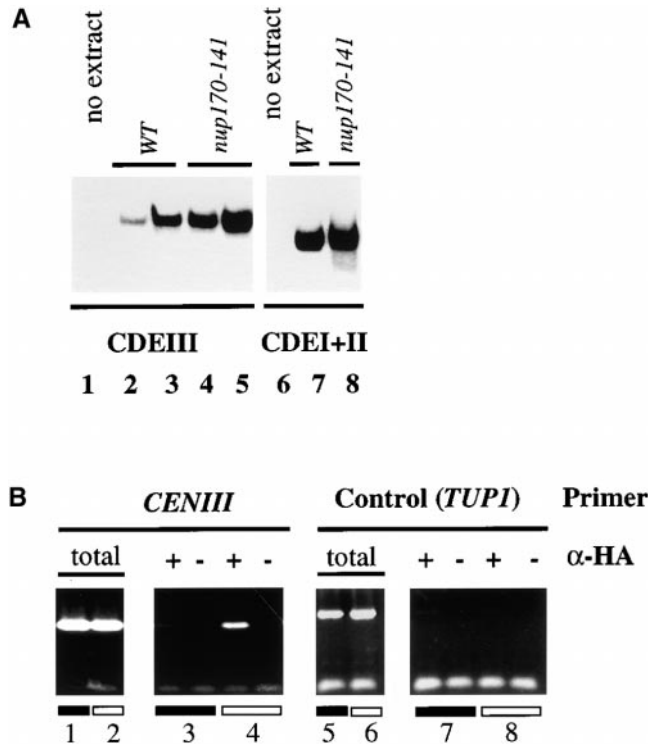 A
no extract
WT
nup170-141
no extract
WT
nup170-141
CDEIII
CDEI+II
1 2 3 4 5 6 7 8
B
CENIII
Control (TUP1)
Primer
total
+ - + -
total
+ - + -
α-HA
1 2 3 4 5 6 7 8